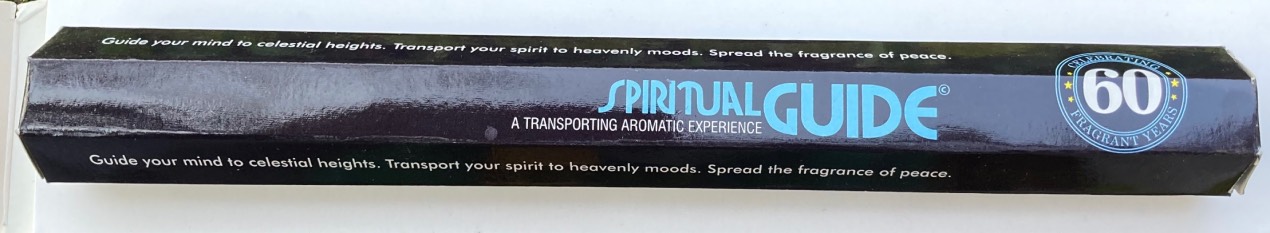 Guide your mind to celestial heights. Transport your spirit to heavenly moods. Spread the fragrance of peace.
SPIRITUAL GUIDE©
A TRANSPORTING AROMATIC EXPERIENCE
CELEBRATING
60
FRAGRANT YEARS
Guide your mind to celestial heights. Transport your spirit to heavenly moods. Spread the fragrance of peace.